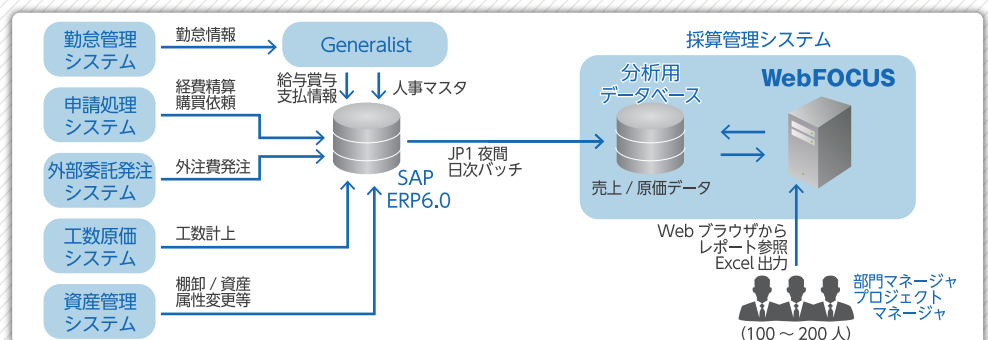 勤怠管理
システム
勤怠情報
Generalist
給与賞与
支払情報
人事マスタ
申請処理
システム
経費精算
購買依頼
外部委託発注
システム
外注費発注
SAP
ERP6.0
工数原価
システム
工数計上
資産管理
システム
棚卸 / 資産
属性変更等
JP1 夜間
日次バッチ
採算管理システム
分析用
データベース
WebFOCUS
売上 / 原価データ
Web ブラウザから
レポート参照
Excel 出力
部門マネージャ
プロジェクト
マネージャ
(100 ~ 200 人)